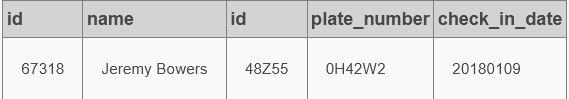 id name id plate_number check_in_date
67318 Jeremy Bowers 48Z55 0H42W2 20180109